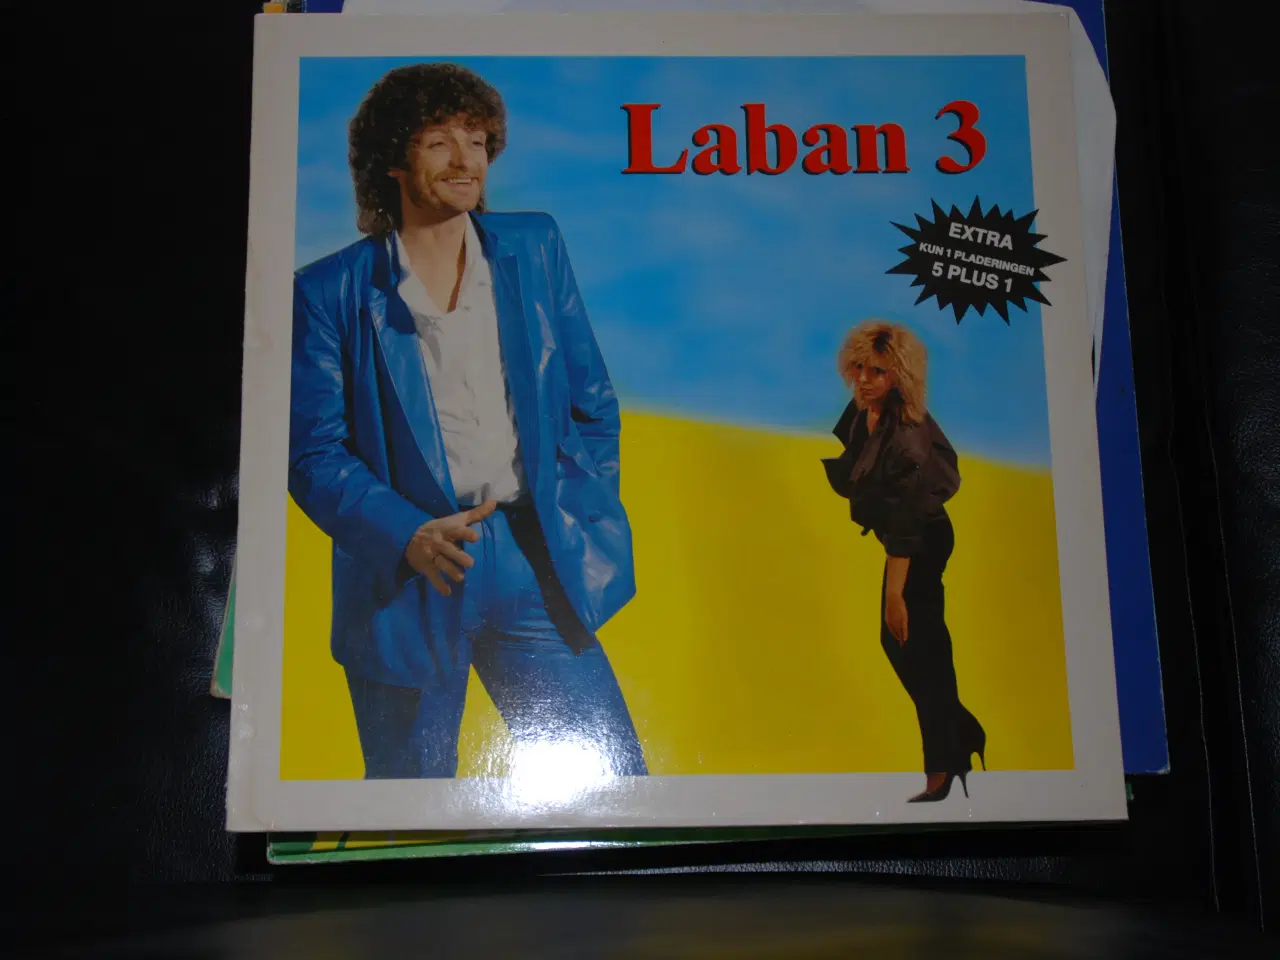 Laban 3
EXTRA
KUN 1 PLADERINGEN
5 PLUS 1